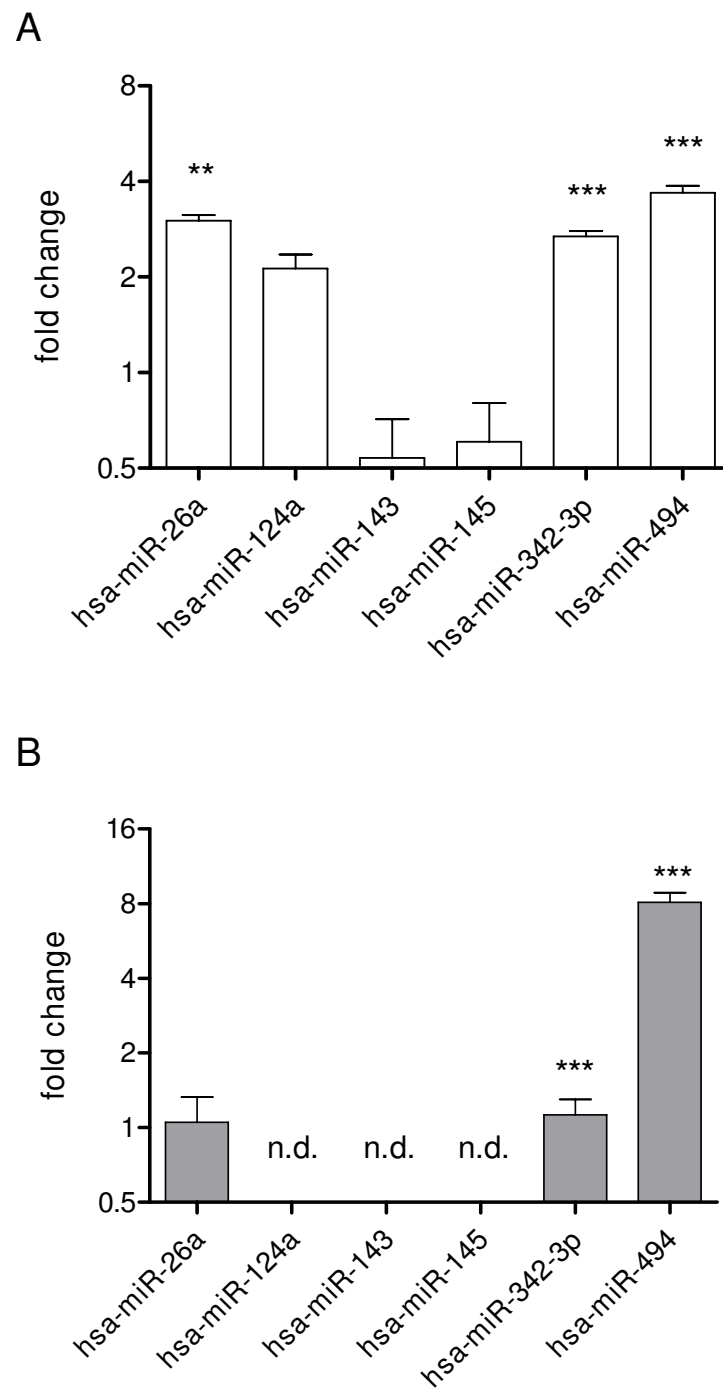 A
8
4
2
1
0.5
fold change
**
***
***
hsa-miR-26a
hsa-miR-124a
hsa-miR-143
hsa-miR-145
hsa-miR-342-3p
hsa-miR-494
B
16
8
4
2
1
0.5
fold change
n.d.
n.d.
n.d.
***
***
hsa-miR-26a
hsa-miR-124a
hsa-miR-143
hsa-miR-145
hsa-miR-342-3p
hsa-miR-494